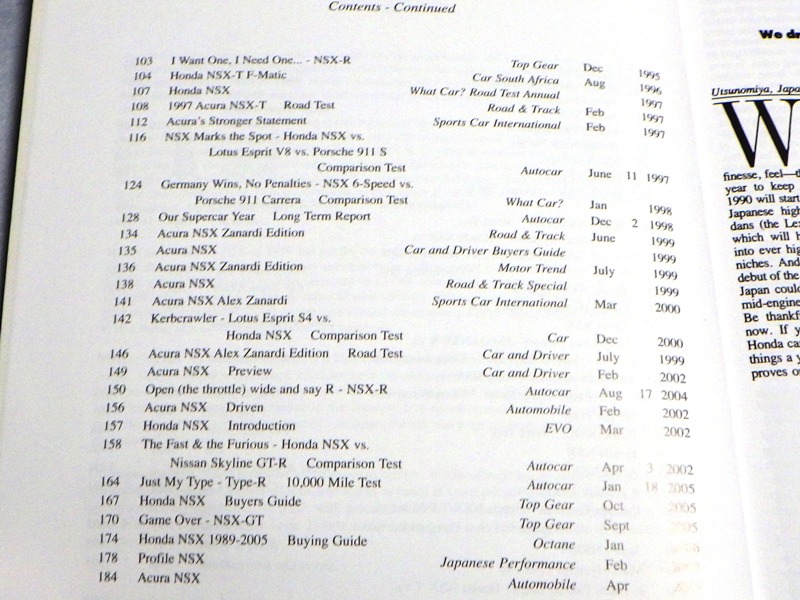 Contents - Continued
103 I Want One, I Need One... - NSX-R Top Gear Dec 1995
104 Honda NSX-T F-Matic Car South Africa Aug 1996
107 Honda NSX What Car? Road Test Annual 1997
108 1997 Acura NSX-T Road Test Road & Track Feb 1997
112 Acura's Stronger Statement Sports Car International Feb 1997
116 NSX Marks the Spot - Honda NSX vs.
Lotus Esprit V8 vs. Porsche 911 S
Comparison Test Autocar June 11 1997
124 Germany Wins, No Penalties - NSX 6-Speed vs.
Porsche 911 Carrera Comparison Test What Car? Jan 1998
128 Our Supercar Year Long Term Report Autocar Dec 2 1998
134 Acura NSX Zanardi Edition Road & Track June 1999
135 Acura NSX Car and Driver Buyers Guide 1999
136 Acura NSX Zanardi Edition Motor Trend July 1999
138 Acura NSX Road & Track Special 1999
141 Acura NSX Alex Zanardi Sports Car International Mar 2000
142 Kerbcrawler - Lotus Esprit S4 vs.
Honda NSX Comparison Test Car Dec 2000
146 Acura NSX Alex Zanardi Edition Road Test Car and Driver July 1999
149 Acura NSX Preview Car and Driver Feb 2002
150 Open (the throttle) wide and say R - NSX-R Autocar Aug 17 2004
156 Acura NSX Driven Automobile Feb 2002
157 Honda NSX Introduction EVO Mar 2002
158 The Fast & the Furious - Honda NSX vs.
Nissan Skyline GT-R Comparison Test Autocar Apr 3 2002
164 Just My Type - Type-R 10,000 Mile Test Autocar Jan 18 2005
167 Honda NSX Buyers Guide Top Gear Oct 2005
170 Game Over - NSX-GT Top Gear Sept
174 Honda NSX 1989-2005 Buying Guide Octane Jan
178 Profile NSX Japanese Performance Feb
184 Acura NSX Automobile Apr
We dr
Utsunomiya, Japa
W
finesse, feel—th
year to keep
1990 will start
Japanese high
dans (the Le
which will h
into ever hig
niches. And
debut of the
Japan could
mid-engine
Be thankfu
now. If y
Honda ca
things a y
proves o